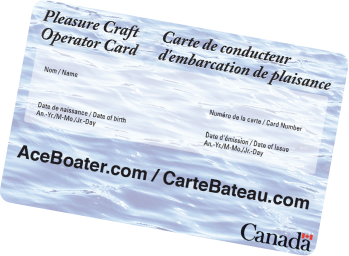 Pleasure Craft
Operator Card
Carte de conducteur
d'embarcation de plaisance
Nom / Name
Date de naissance / Date of birth
An.-Yr./M-Mo./Jr.-Day
Numéro de la carte / Card Number
Date d'émission / Date of Issue
An.-Yr./M-Mo./Jr.-Day
AceBoater.com / CarteBateau.com
Canada